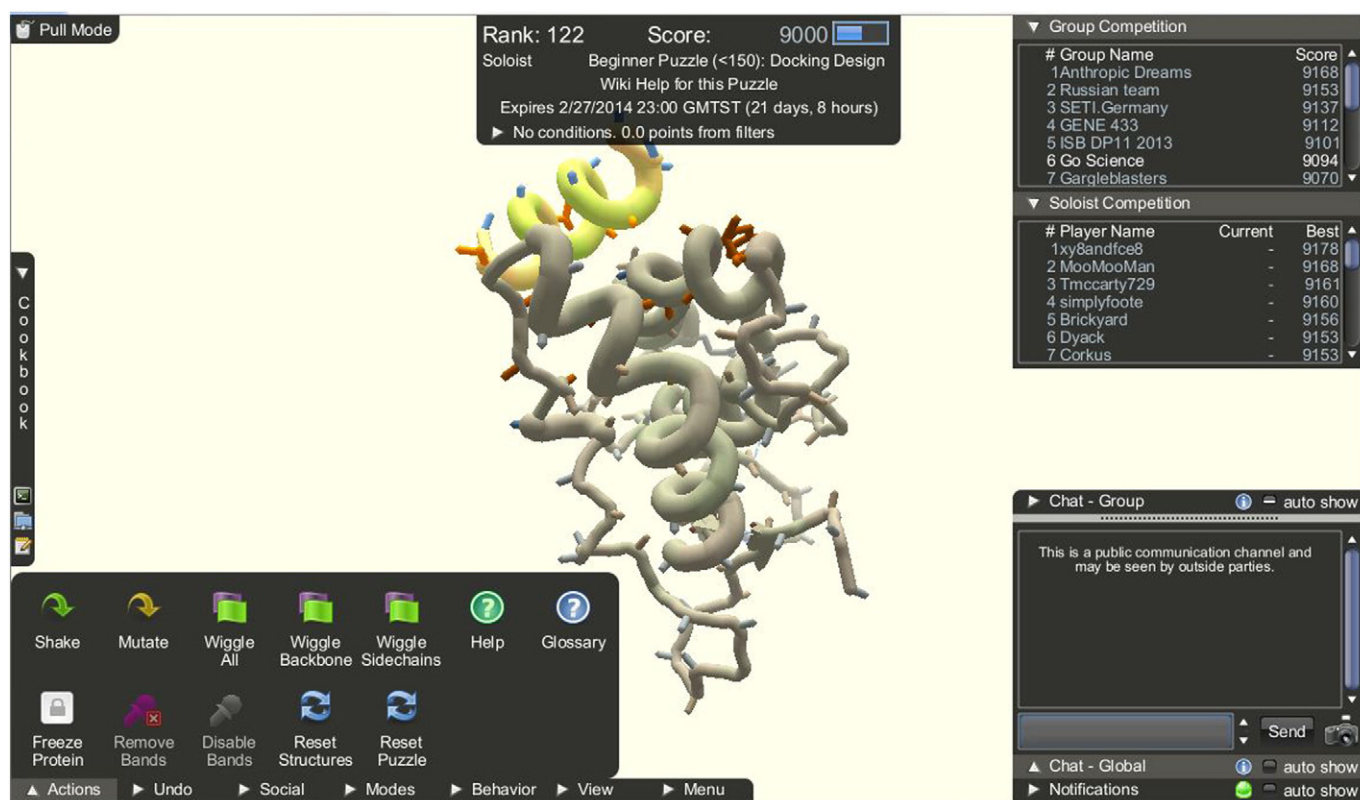 Pull Mode
Rank: 122 Score: 9000
Soloist Beginner Puzzle (<150): Docking Design
Wiki Help for this Puzzle
Expires 2/27/2014 23:00 GMTST (21 days, 8 hours)
No conditions. 0.0 points from filters
Group Competition
# Group Name Score
1 Anthropic Dreams 9168
2 Russian team 9153
3 SETI.Germany 9137
4 GENE 433 9112
5 ISB DP11 2013 9101
6 Go Science 9094
7 Gargleblasters 9070
Soloist Competition
# Player Name Current Best
1 xy8andfce8 - 9178
2 MooMooMan - 9168
3 Tmccarty729 - 9161
4 simplyfoote - 9160
5 Brickyard - 9156
6 Dyack - 9153
7 Corkus - 9153
Cookbook
Chat - Group auto show
This is a public communication channel and
may be seen by outside parties.
Send
Chat - Global auto show
Notifications auto show
Shake Mutate Wiggle All Wiggle Backbone Wiggle Sidechains Help Glossary
Freeze Protein Remove Bands Disable Bands Reset Structures Reset Puzzle
Actions Undo Social Modes Behavior View Menu